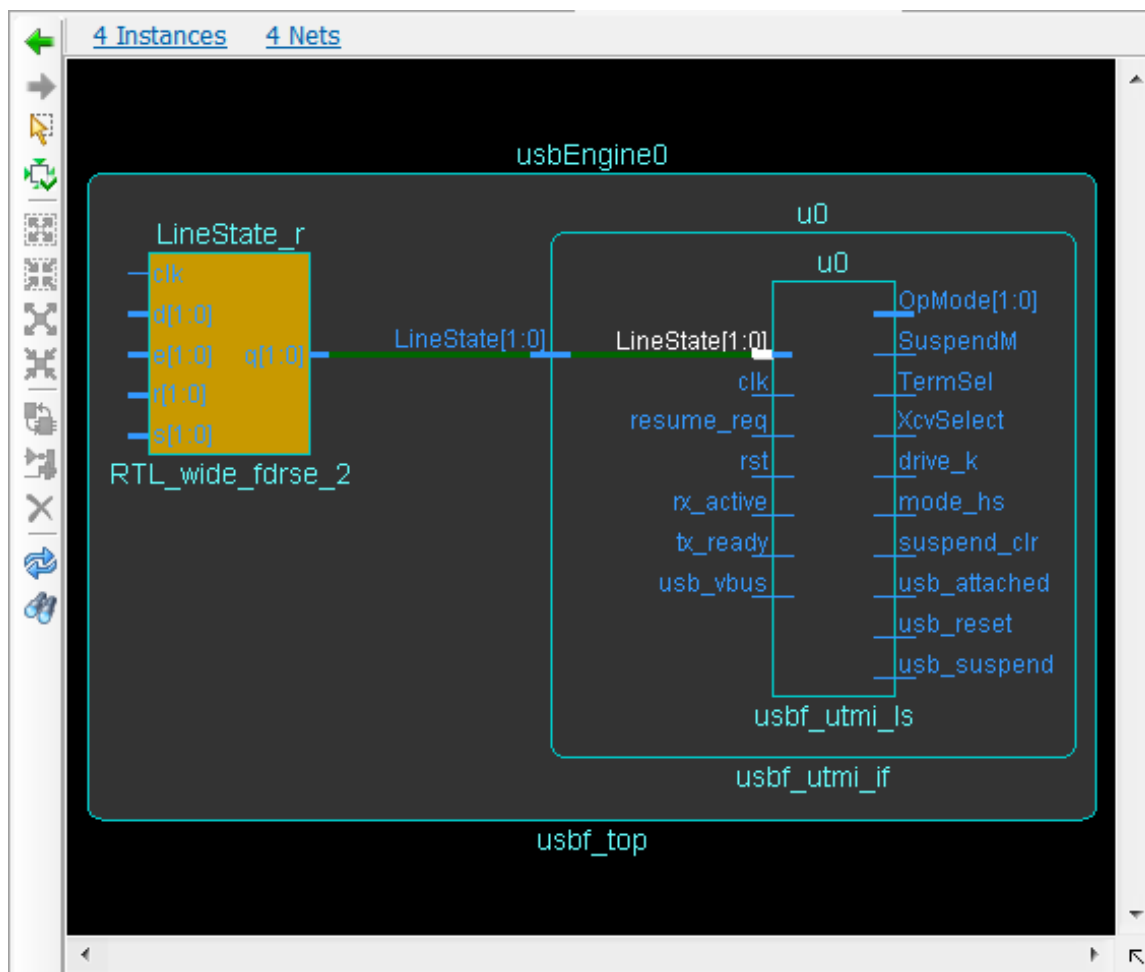 4 Instances 4 Nets
usbEngine0
LineState_r
clk
d[1:0]
e[1:0] q[1:0]
r[1:0]
s[1:0]
RTL_wide_fdrse_2
LineState[1:0]
u0
u0
LineState[1:0]
clk
resume_req
rst
rx_active
tx_ready
usb_vbus
OpMode[1:0]
SuspendM
TermSel
XcvSelect
drive_k
mode_hs
suspend_clr
usb_attached
usb_reset
usb_suspend
usbf_utmi_ls
usbf_utmi_if
usbf_top